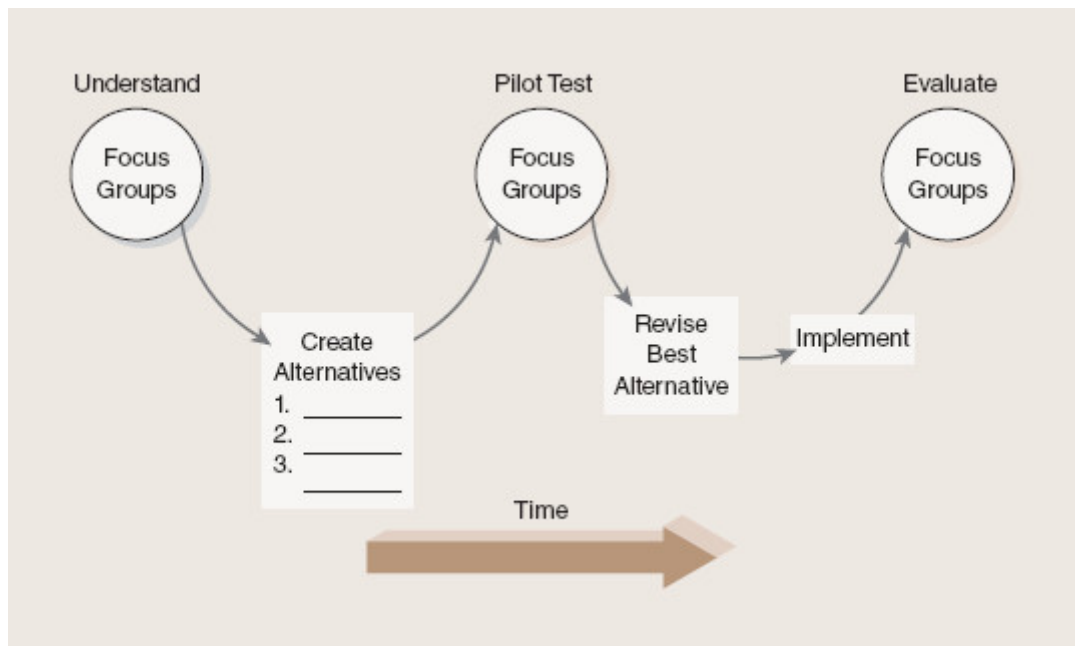 Understand
Focus
Groups
Pilot Test
Focus
Groups
Evaluate
Focus
Groups
Create
Alternatives
1.
2.
3.
Revise
Best
Alternative
Implement
Time